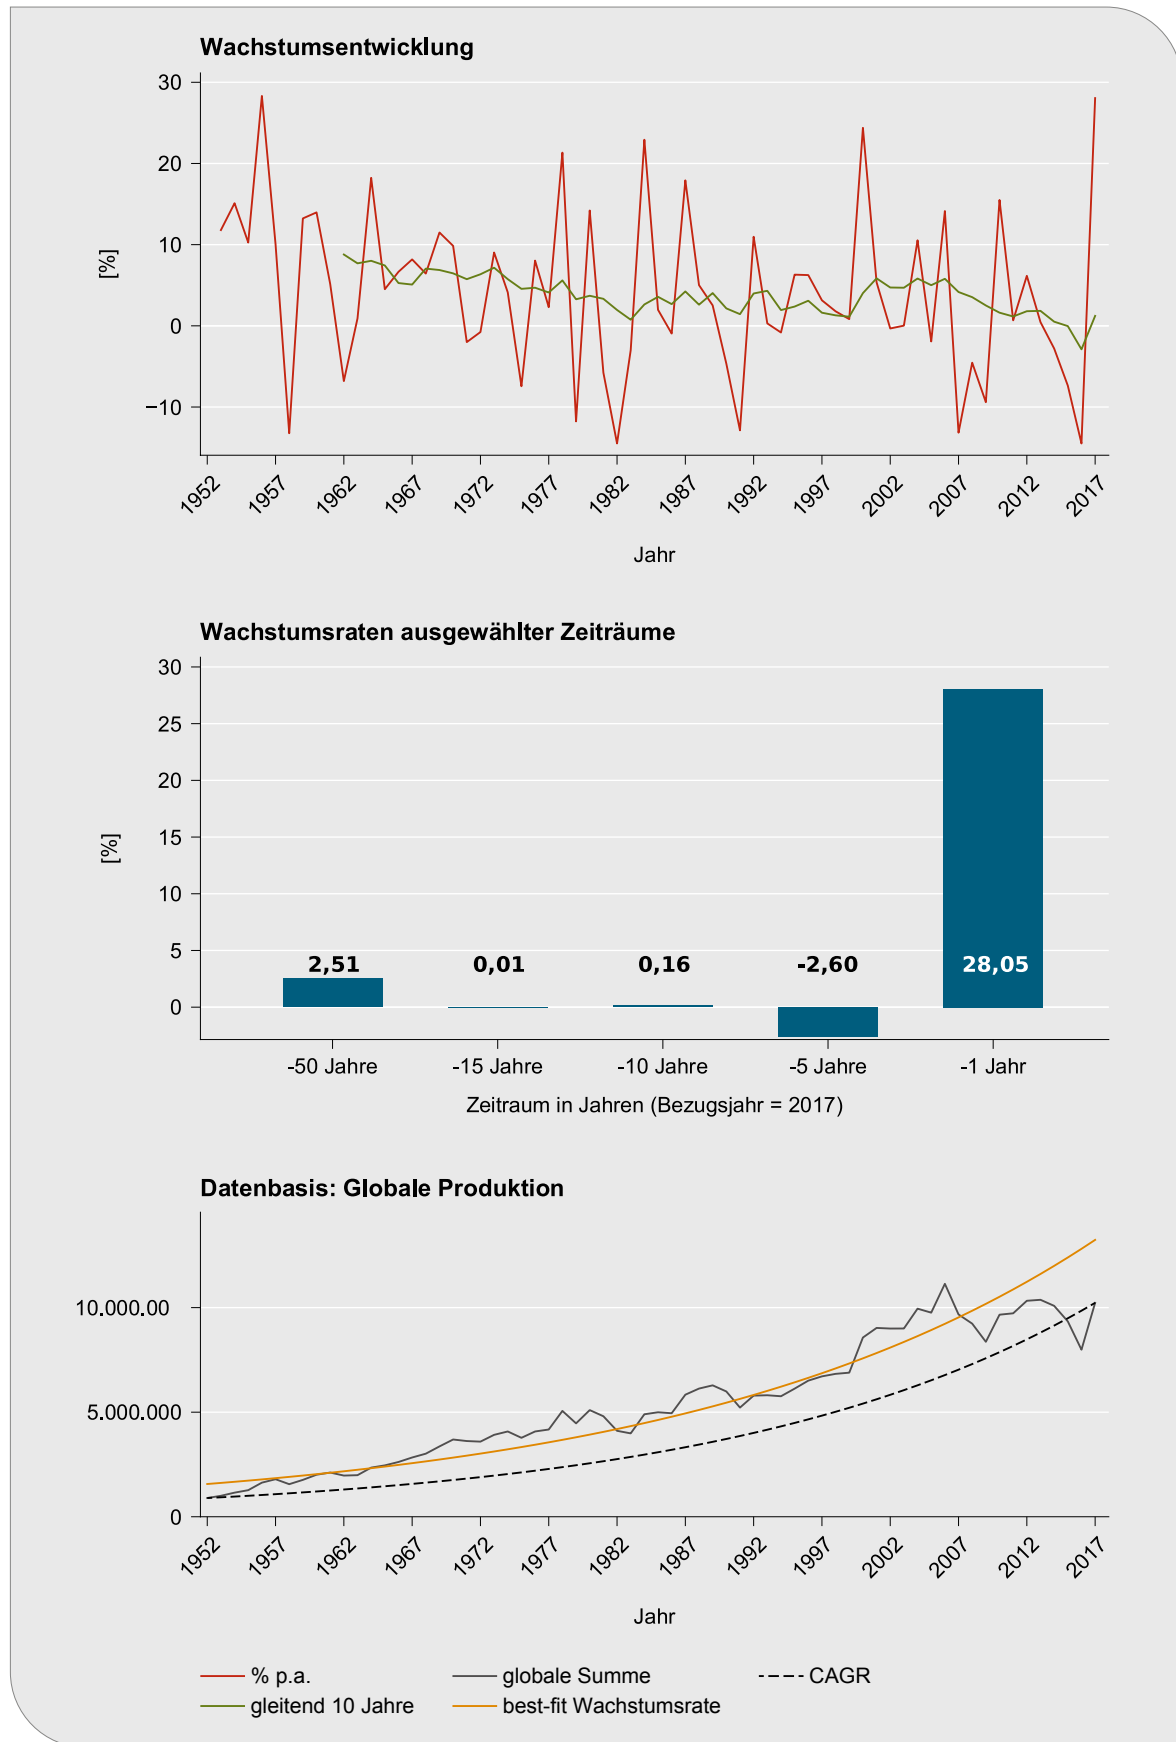 Wachstumsentwicklung
30
20
10
0
−10
[%]
1952 1957 1962 1967 1972 1977 1982 1987 1992 1997 2002 2007 2012 2017
Jahr
Wachstumsraten ausgewählter Zeiträume
30
25
20
15
10
5
0
[%]
2,51 0,01 0,16 -2,60 28,05
-50 Jahre -15 Jahre -10 Jahre -5 Jahre -1 Jahr
Zeitraum in Jahren (Bezugsjahr = 2017)
Datenbasis: Globale Produktion
10.000.00
5.000.000
0
1952 1957 1962 1967 1972 1977 1982 1987 1992 1997 2002 2007 2012 2017
Jahr
% p.a. globale Summe CAGR
gleitend 10 Jahre best-fit Wachstumsrate